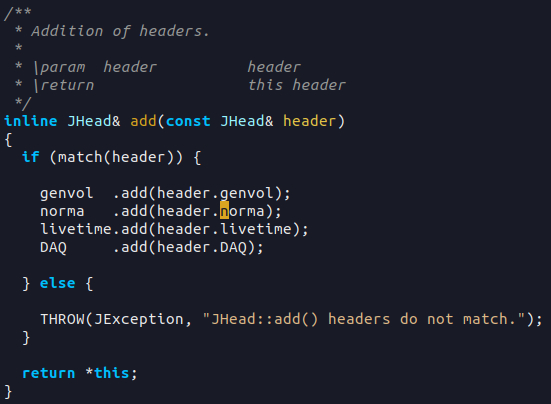 /**
 * Addition of headers.
 *
 * \param  header          header
 * \return                 this header
 */
inline JHead& add(const JHead& header)
{
  if (match(header)) {

    genvol  .add(header.genvol);
    norma   .add(header.norma);
    livetime.add(header.livetime);
    DAQ     .add(header.DAQ);

  } else {

    THROW(JException, "JHead::add() headers do not match.");
  }

  return *this;
}